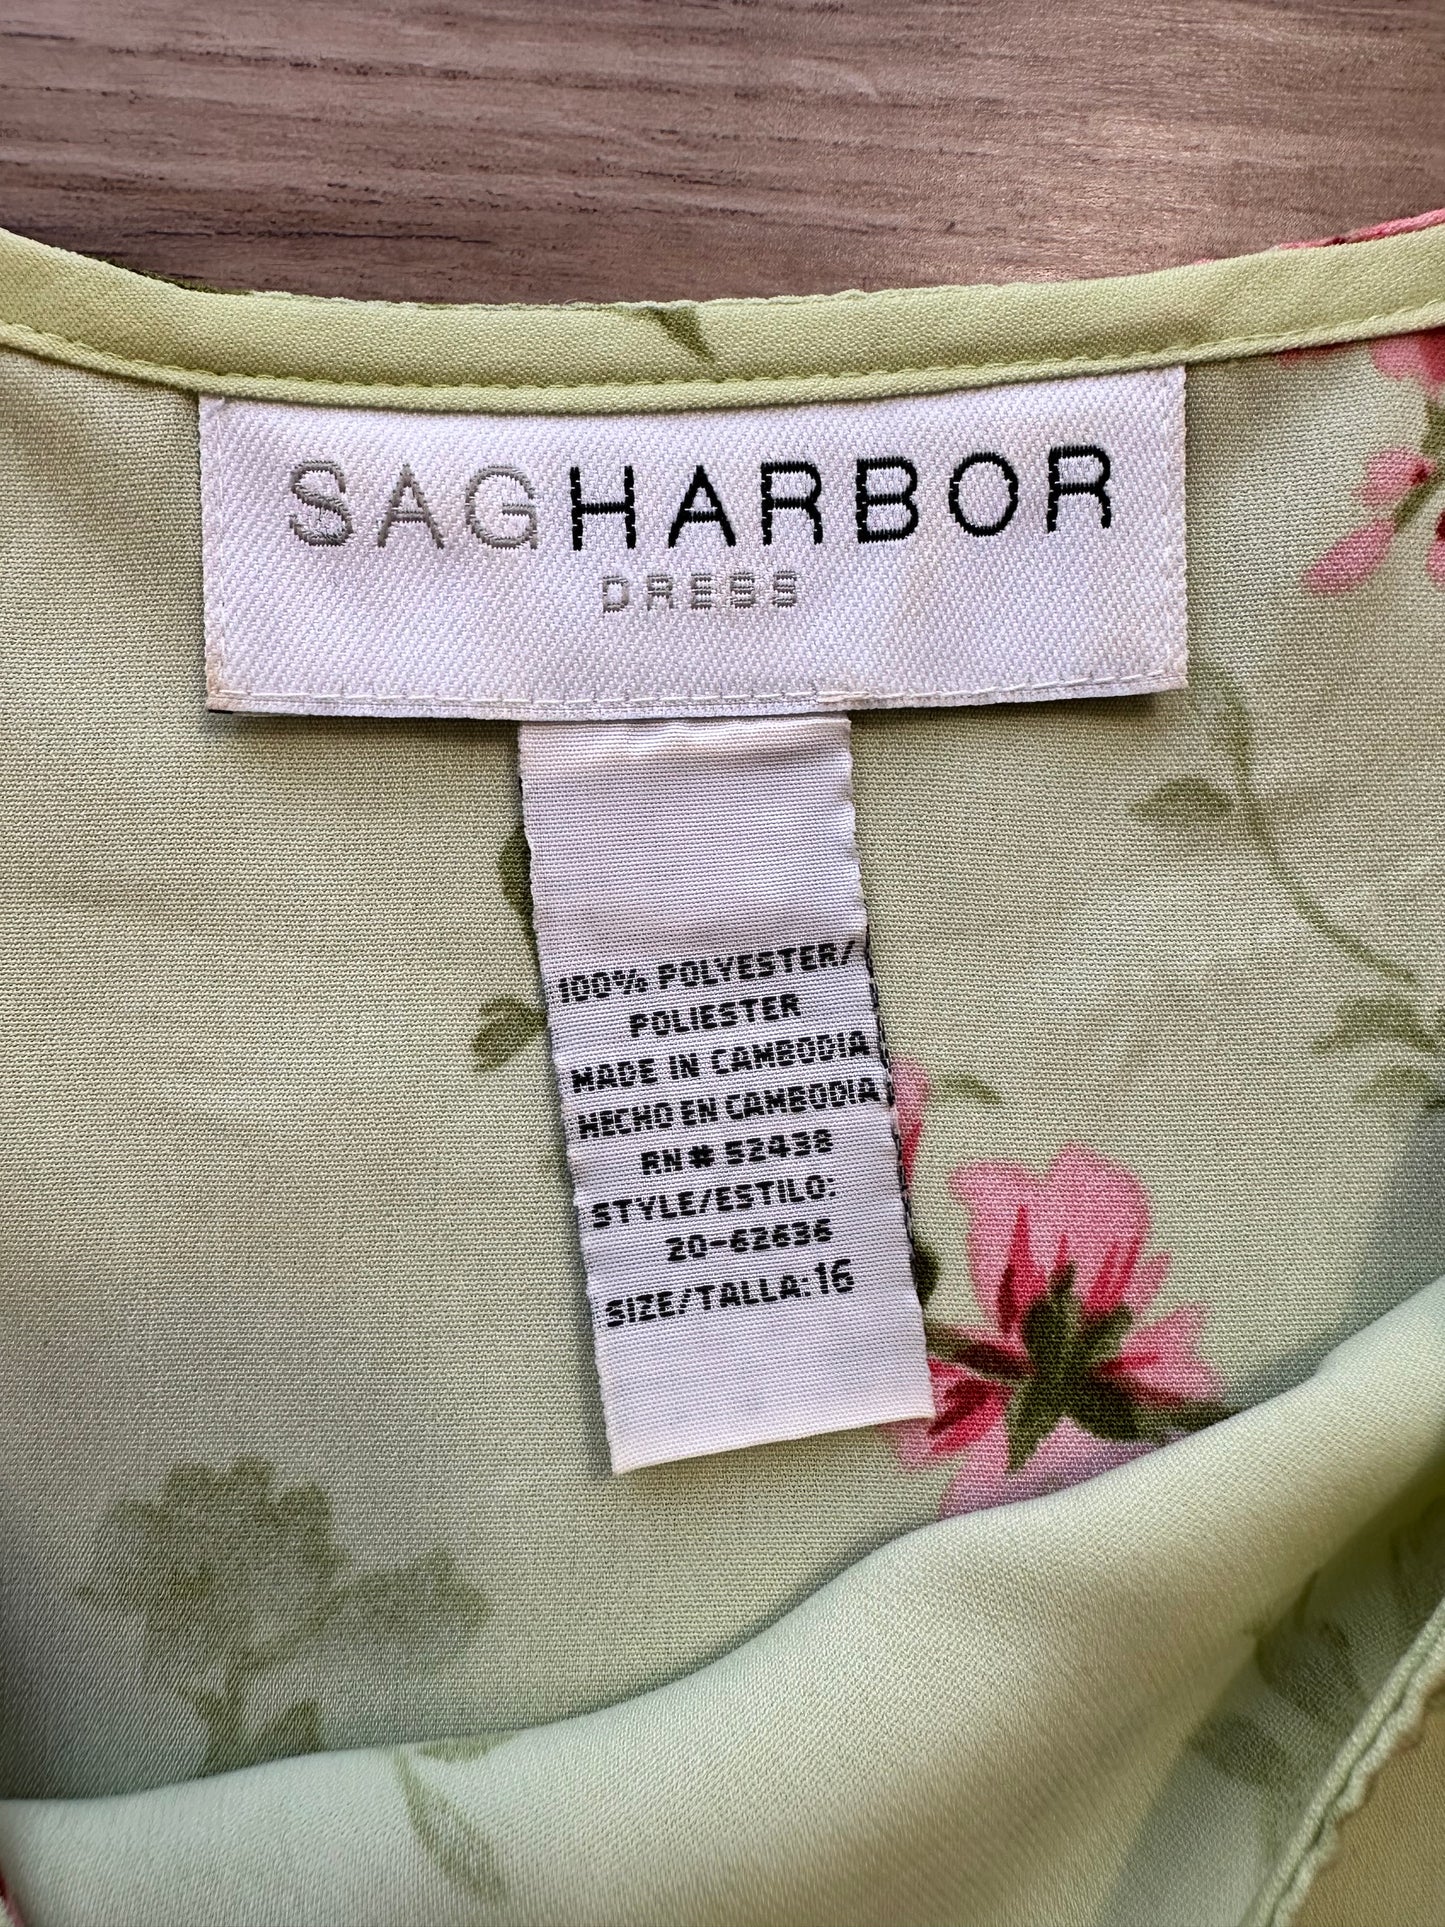 SAGHARBOR
DRESS
100% POLYESTER/
POLIESTER
MADE IN CAMBODIA
HECHO EN CAMBODIA
RN# 52438
STYLE/ESTILO:
20-62636
SIZE/TALLA: 16